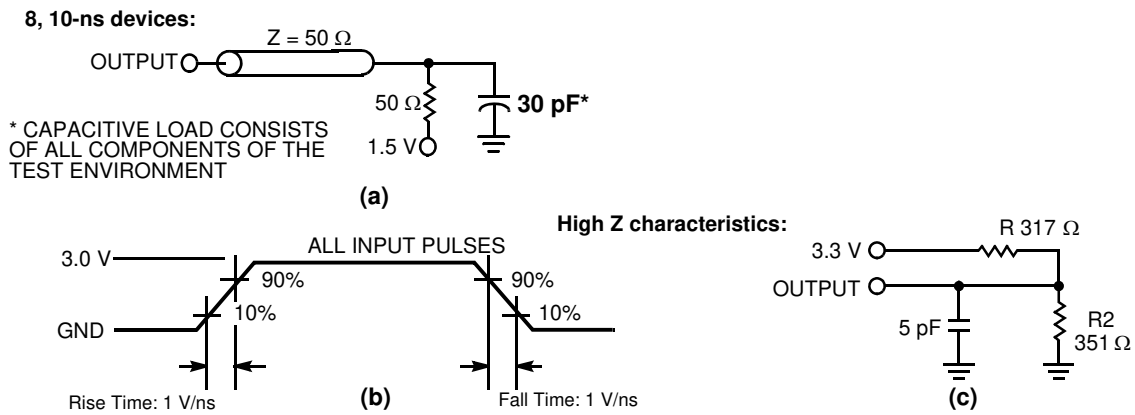 8, 10-ns devices:
Z = 50 Ω
OUTPUT
50 Ω
30 pF*
1.5 V
* CAPACITIVE LOAD CONSISTS
OF ALL COMPONENTS OF THE
TEST ENVIRONMENT
(a)
High Z characteristics:
3.0 V
ALL INPUT PULSES
90%
90%
10%
10%
GND
Rise Time: 1 V/ns
(b)
Fall Time: 1 V/ns
R 317 Ω
3.3 V
OUTPUT
5 pF
R2
351 Ω
(c)